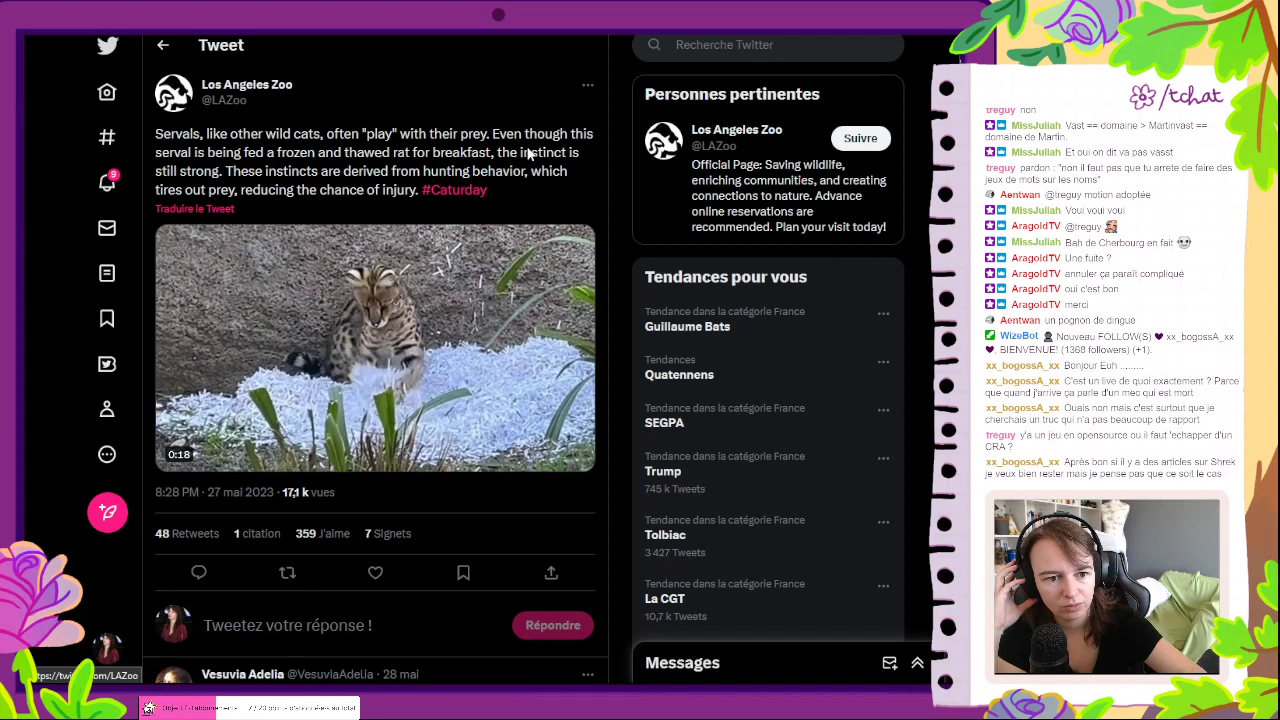 Tweet
Los Angeles Zoo
@LAZoo
Servals, like other wild
than "play" with their prey. Even though this
serval is being fed a frozen and thawed rat for breakfast, the instinct is
still strong. These instincts are derived from hunting behavior, which
tires out prey, reducing the chance of injury. #Caturday
Traduire le Tweet
0:18
8:28 PM · 27 mai 2023 · 17,1 k vues
48 Retweets 1 citation 359 J'aime 7 Signets
Tweetez votre réponse !
Répondre
Vesuvia Adelia @VesuviaAdelia · 28 mai
9
Recherche Twitter
Personnes pertinentes
Los Angeles Zoo
@LAZoo
Suivre
Official Page: Saving wildlife,
enriching communities, and creating
connections to nature. Advance
online reservations are
recommended. Plan your visit today!
Tendances pour vous
Tendance dans la catégorie France
Guillaume Bats
Tendances
Quatennens
Tendance dans la catégorie France
SEGPA
Tendance dans la catégorie France
Trump
745 k Tweets
Tendance dans la catégorie France
Tolbiac
3 427 Tweets
Tendance dans la catégorie France
La CGT
10,7 k Tweets
Messages
/tchat
treguy non
MissJuliah Vast == domaine > Martinvast ==
domaine de Martin.
MissJuliah Et oui on dit va pas vasst
treguy pardon : "non il faut pas que tu arrete de faire des
jeux de mots sur les noms"
Aentwan @treguy motion adoptée
MissJuliah Voui voui voui
AragoldTV @treguy
MissJuliah Bah de Cherbourg en fait
AragoldTV Une fuite ?
AragoldTV annuler ça paraît compliqué
AragoldTV oui c'est bon
AragoldTV merci
Aentwan un pognon de dingue
WizeBot Nouveau FOLLOW(S) ♥ xx_bogossA_xx
♥, BIENVENUE! (1368 followers) (+1).
xx_bogossA_xx Bonjour Euh .........
xx_bogossA_xx C'est un live de quoi exactement ? Parce
que quand j'arrive ça parle d'un mec qui est mort
xx_bogossA_xx Ouais non mais c'est surtout que je
cherchais un truc qui n'a pas beaucoup de rapport
treguy y'a un jeu en opensource ou il faut 'echapper d'un
CRA ?
xx_bogossA_xx Après bon si il y a des articles sur Shrek
je veux bien rester mais je pense pas que ce soit le cas